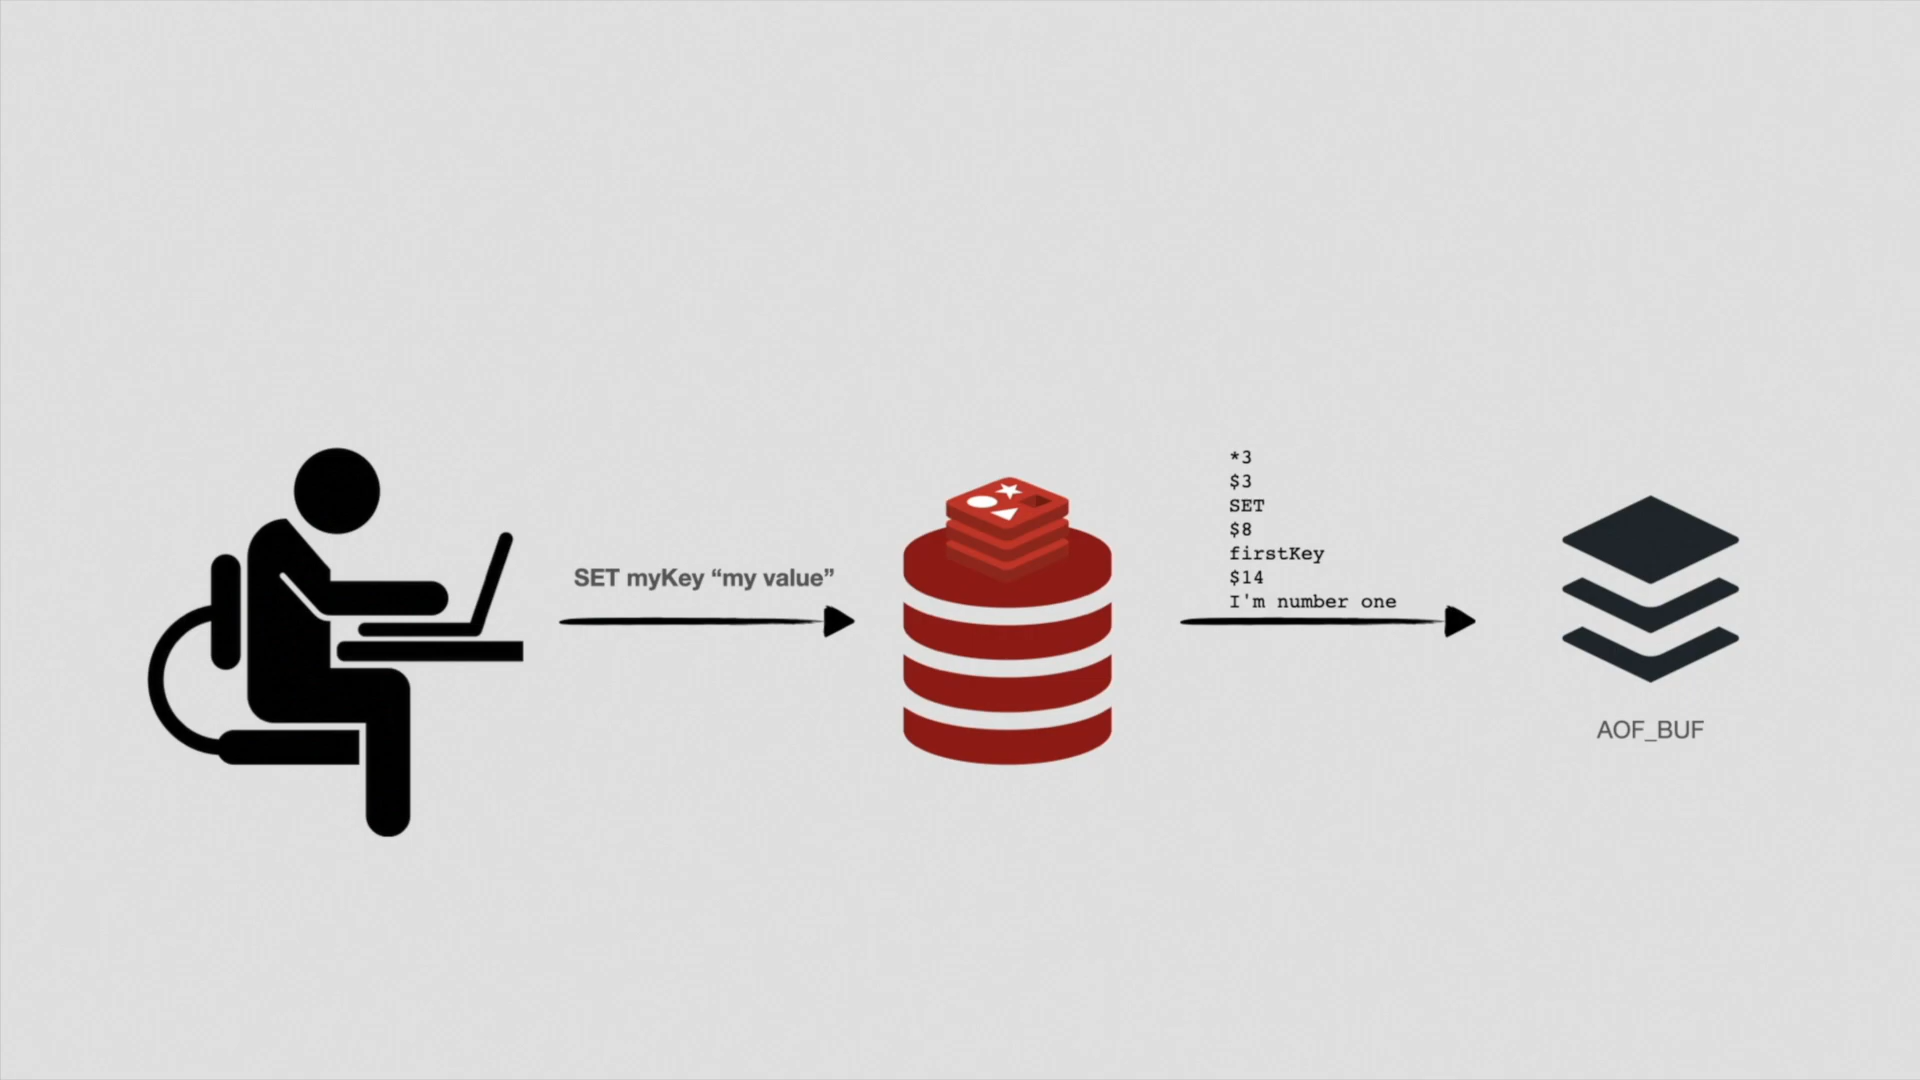 SET myKey “my value”
*3
$3
SET
$8
firstKey
$14
I'm number one
AOF_BUF